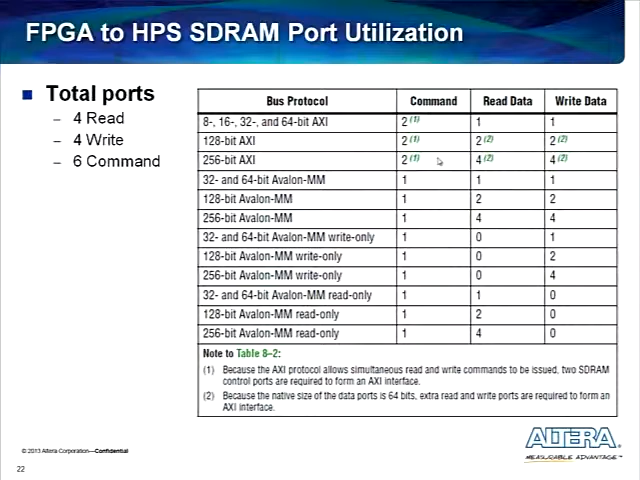 FPGA to HPS SDRAM Port Utilization
Total ports
– 4 Read
– 4 Write
– 6 Command
Bus Protocol Command Read Data Write Data
8-, 16-, 32-, and 64-bit AXI 2 (1) 1 1
128-bit AXI 2 (1) 2 (2) 2 (2)
256-bit AXI 2 (1) 4 (2) 4 (2)
32- and 64-bit Avalon-MM 1 1 1
128-bit Avalon-MM 1 2 2
256-bit Avalon-MM 1 4 4
32- and 64-bit Avalon-MM write-only 1 0 1
128-bit Avalon-MM write-only 1 0 2
256-bit Avalon-MM write-only 1 0 4
32- and 64-bit Avalon-MM read-only 1 1 0
128-bit Avalon-MM read-only 1 2 0
256-bit Avalon-MM read-only 1 4 0
Note to Table 8–2:
(1) Because the AXI protocol allows simultaneous read and write commands to be issued, two SDRAM
control ports are required to form an AXI interface.
(2) Because the native size of the data ports is 64 bits, extra read and write ports are required to form an
AXI interface.
© 2013 Altera Corporation—Confidential
ALTERA®
MEASURABLE ADVANTAGE™
22